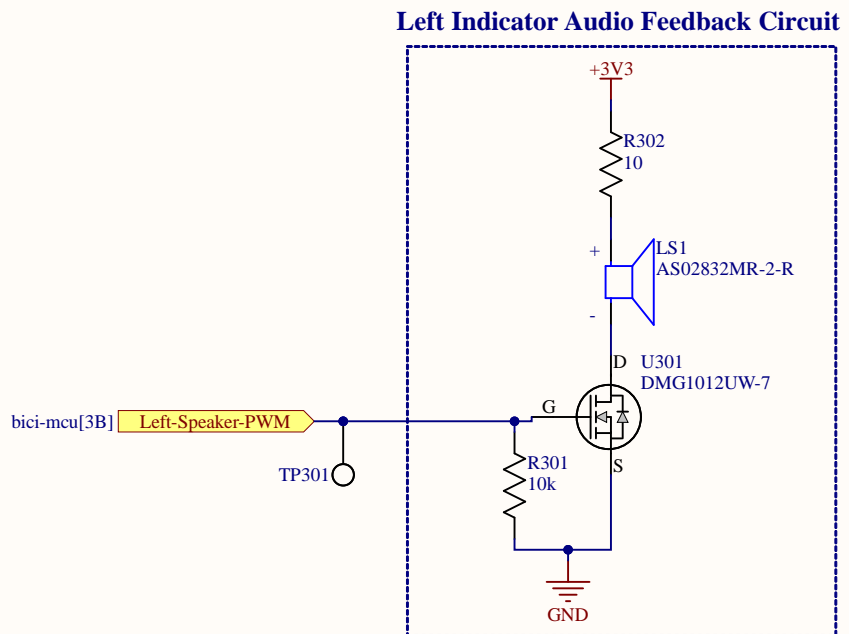 Left Indicator Audio Feedback Circuit
+3V3
R302
10
+
LS1
AS02832MR-2-R
-
D
U301
DMG1012UW-7
G
bici-mcu[3B]
Left-Speaker-PWM
S
R301
10k
TP301
GND